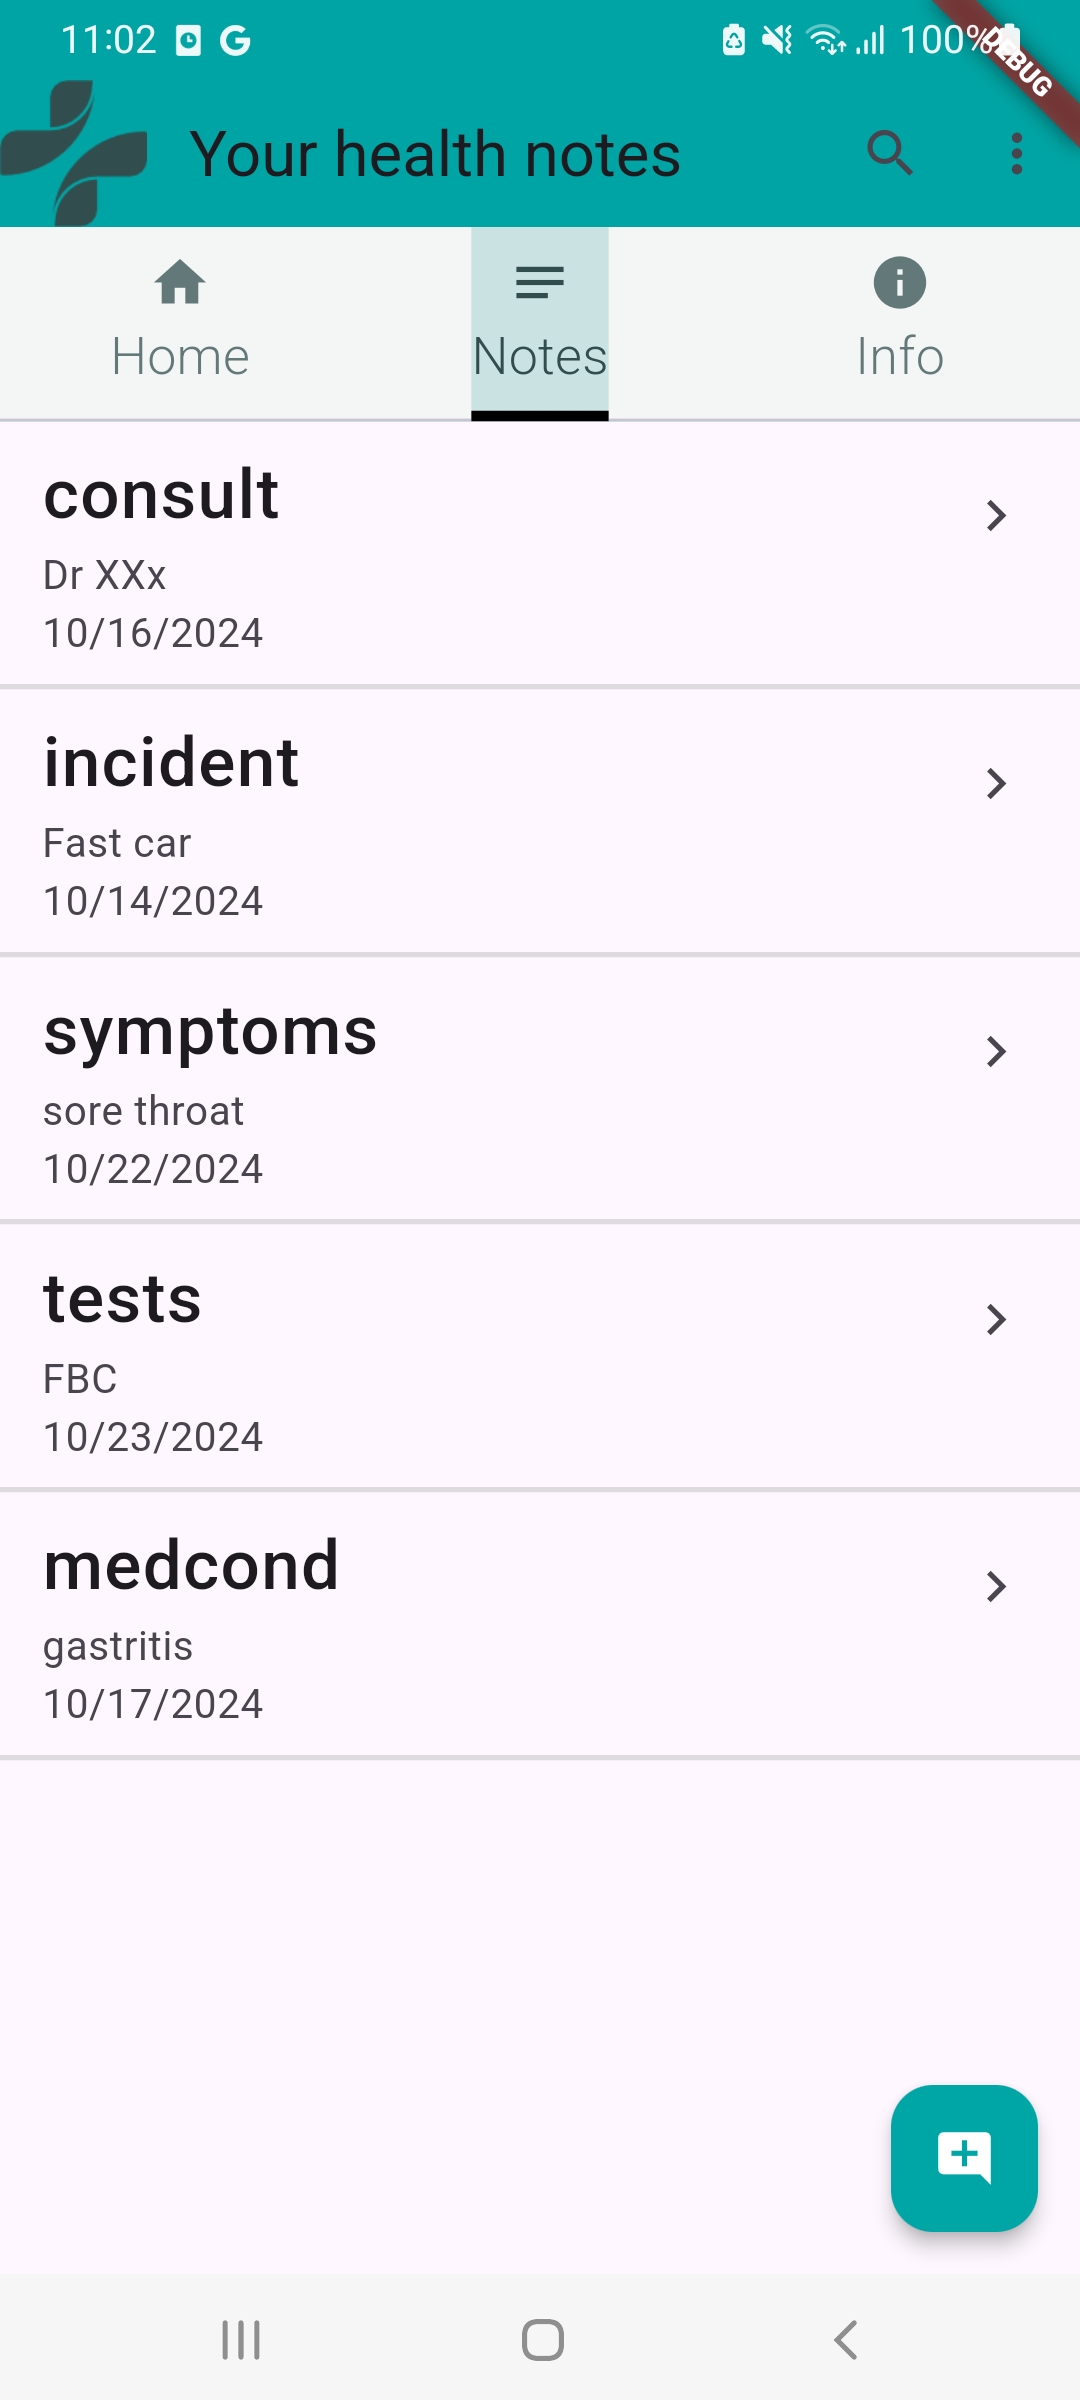 11:02
100%
DEBUG
Your health notes
Home
Notes
Info
consult
Dr XXx
10/16/2024
incident
Fast car
10/14/2024
symptoms
sore throat
10/22/2024
tests
FBC
10/23/2024
medcond
gastritis
10/17/2024